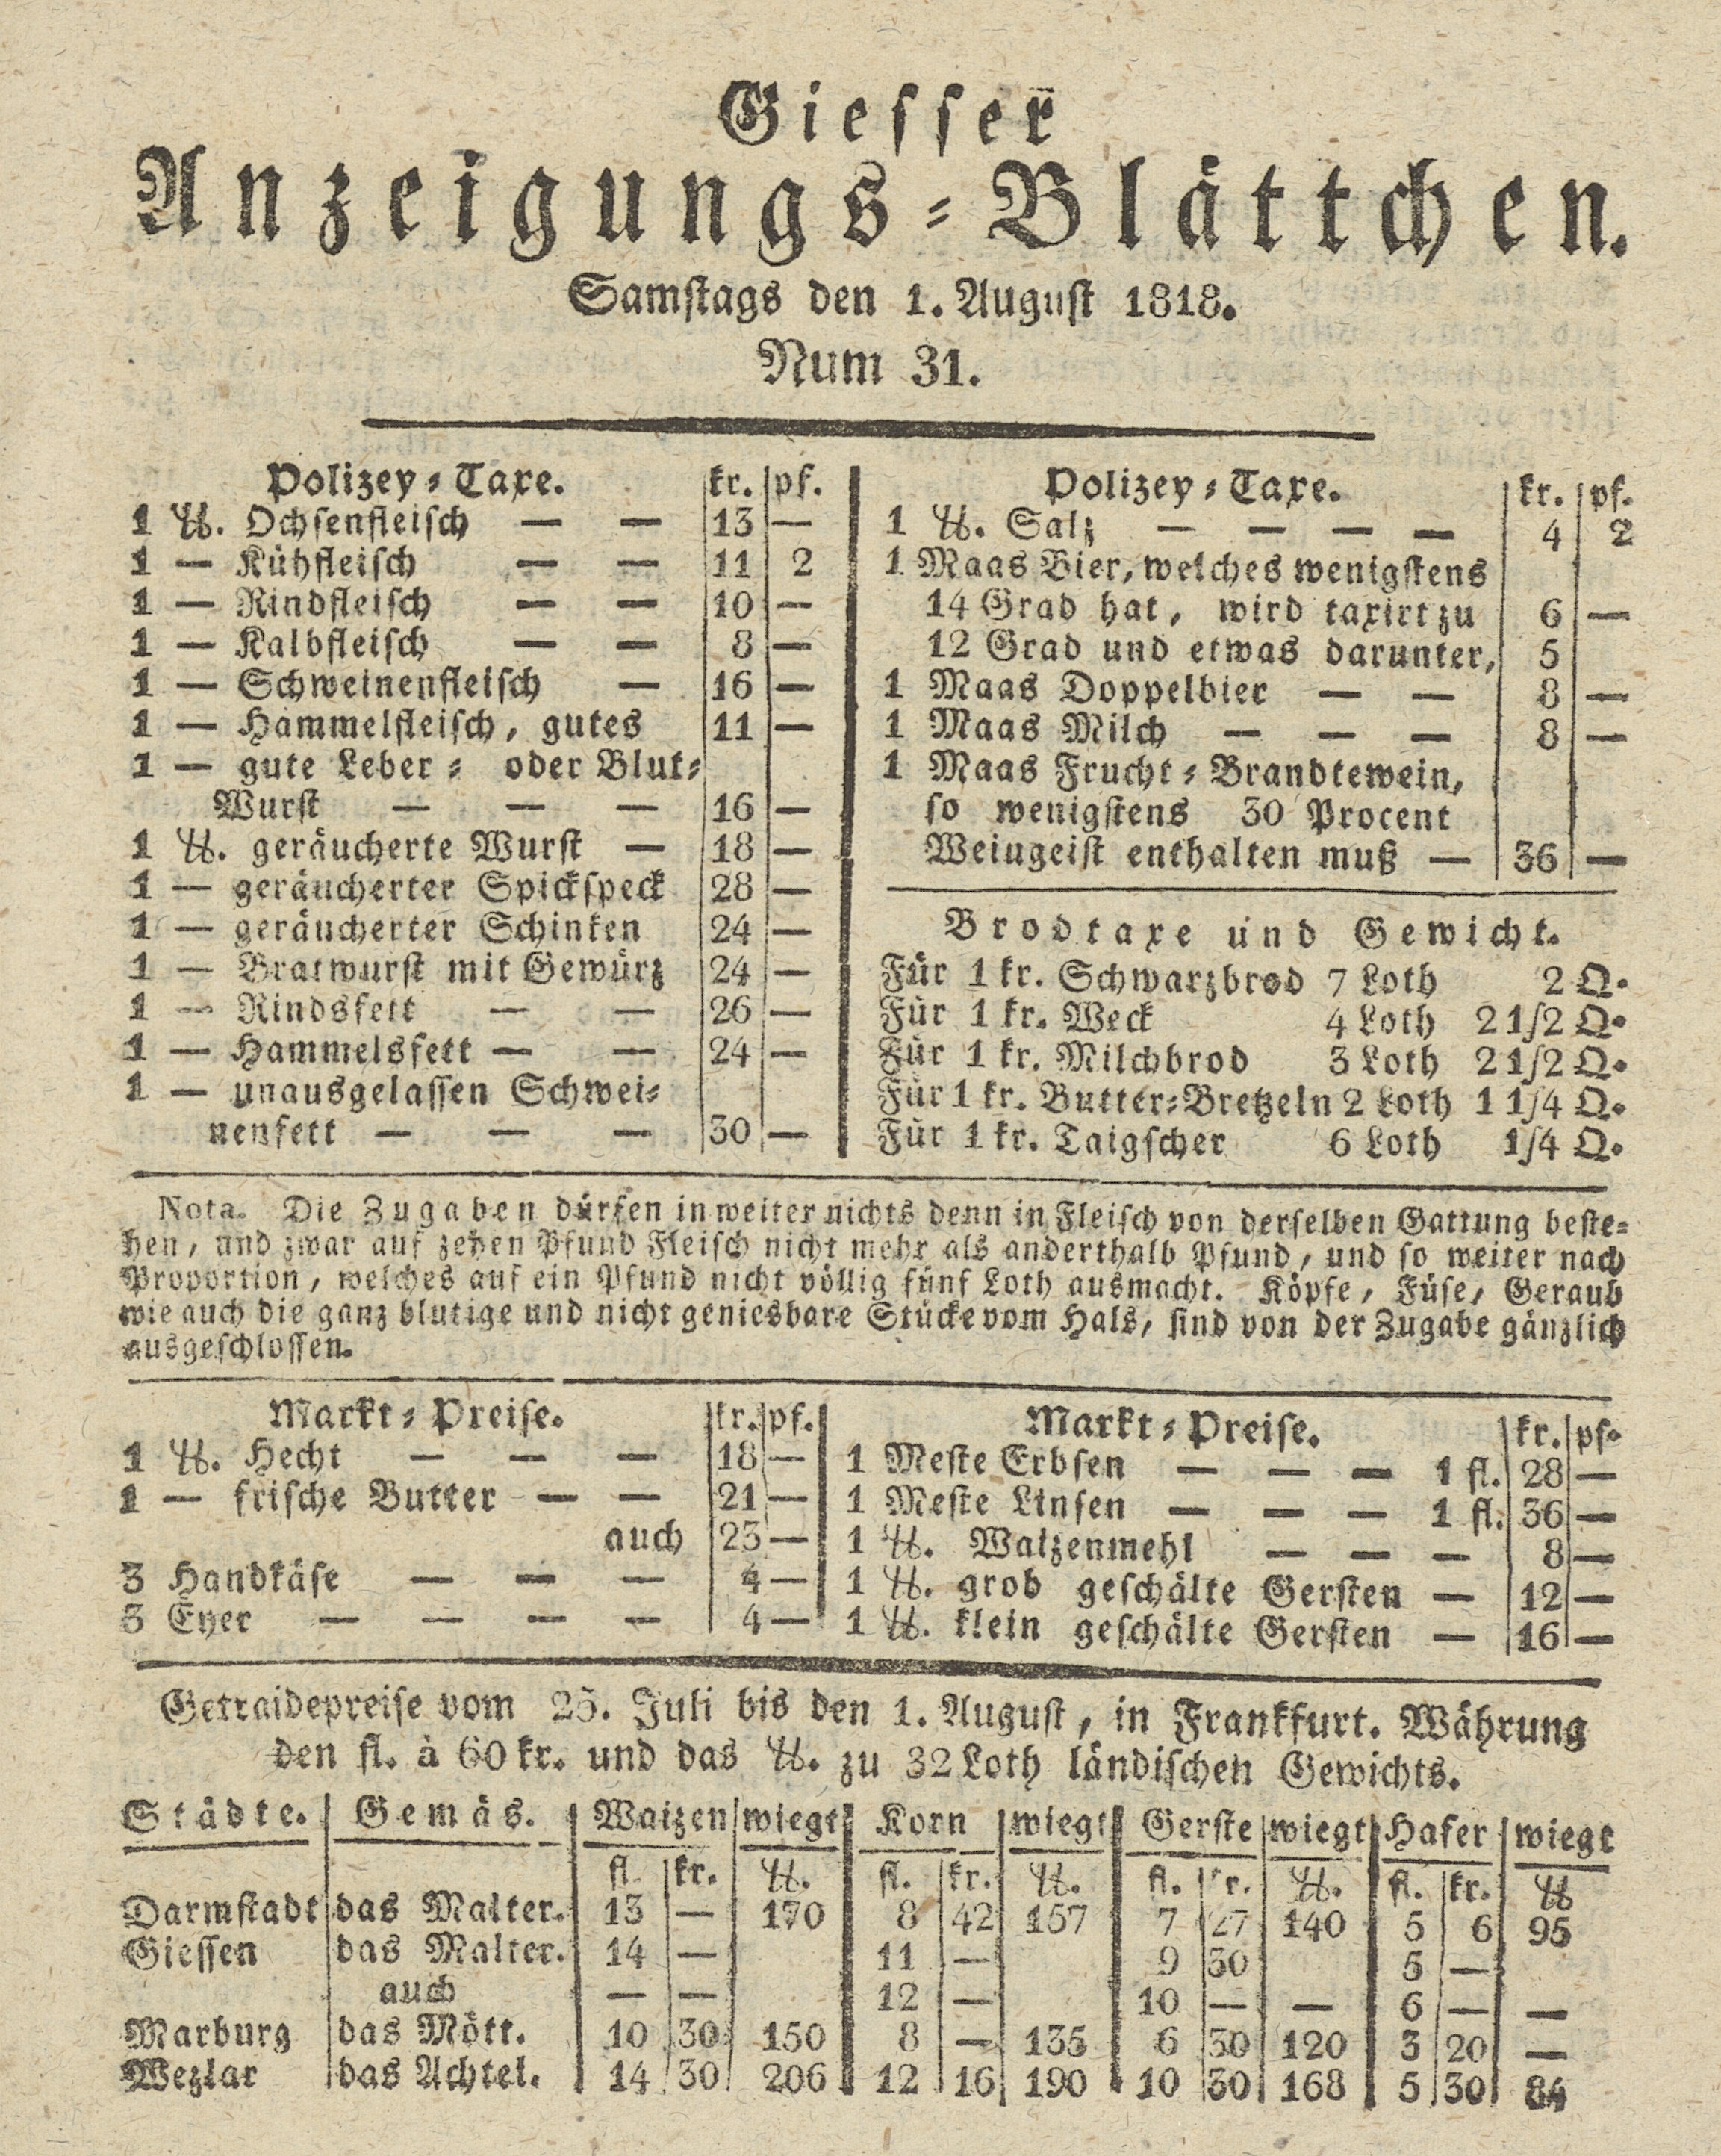 Giesser
Anzeigungs-Blättchen.
Samstags den 1. August 1818.
Num 31.
Polizey-Taxe. kr. pf.
1 ℔. Ochsenfleisch — — 13 —
1 — Kühfleisch — — 11 2
1 — Rindfleisch — — 10 —
1 — Kalbfleisch — — 8 —
1 — Schweinenfleisch — 16 —
1 — Hammelfleisch, gutes 11 —
1 — gute Leber- oder Blut-
Wurst — — — 16 —
1 ℔. geräucherte Wurst — 18 —
1 — geräucherter Spickspeck 28 —
1 — geräucherter Schinken 24 —
1 — Bratwurst mit Gewürz 24 —
1 — Rindsfett — — 26 —
1 — Hammelsfett — — 24 —
1 — unausgelassen Schwei-
nenfett — — — 30 —
Polizey-Taxe. kr. pf.
1 ℔. Salz — — — — 4 2
1 Maas Bier, welches wenigstens
14 Grad hat, wird taxirt zu 6 —
12 Grad und etwas darunter, 5
1 Maas Doppelbier — — 8 —
1 Maas Milch — — — 8 —
1 Maas Frucht-Brandtewein,
so wenigstens 30 Procent
Weingeist enthalten muß — 36 —
Brodtaxe und Gewicht.
Für 1 kr. Schwarzbrod 7 Loth 2 Q.
Für 1 kr. Weck 4 Loth 2 1/2 Q.
Für 1 kr. Milchbrod 3 Loth 2 1/2 Q.
Für 1 kr. Butter-Bretzeln 2 Loth 1 1/4 Q.
Für 1 kr. Taigscher 6 Loth 1/4 Q.
Nota. Die Zugaben dürfen in weiter nichts denn in Fleisch von derselben Gattung beste-
hen, und zwar auf zehen Pfund Fleisch nicht mehr als anderthalb Pfund, und so weiter nach
Proportion, welches auf ein Pfund nicht völlig fünf Loth ausmacht. Köpfe, Füse, Geraub
wie auch die ganz blutige und nicht geniesbare Stücke vom Hals, sind von der Zugabe gänzlich
ausgeschlossen.
Markt-Preise. kr. pf.
1 ℔. Hecht — — — 18 —
1 — frische Butter — — 21 —
auch 23 —
3 Handkäse — — — 4 —
3 Eyer — — — — 4 —
Markt-Preise. kr. pf.
1 Meste Erbsen — — — 1 fl. 28 —
1 Meste Linsen — — — 1 fl. 36 —
1 ℔. Waizenmehl — — — 8 —
1 ℔. grob geschälte Gersten — 12 —
1 ℔. klein geschälte Gersten — 16 —
Getraidepreise vom 25. Juli bis den 1. August, in Frankfurt. Währung
den fl. à 60 kr. und das ℔. zu 32 Loth ländischen Gewichts.
Städte. Gemäs. Waizen wiegt Korn wiegt Gerste wiegt Hafer wiegt
fl. kr. ℔. fl. kr. ℔. fl. kr. ℔. fl. kr. ℔
Darmstadt das Malter. 13 — 170 8 42 157 7 27 140 5 6 95
Giessen das Malter. 14 — 11 — 9 30 5 —
auch — — 12 — 10 — — 6 — —
Marburg das Mött. 10 30 150 8 — 135 6 30 120 3 20 —
Wezlar das Achtel. 14 30 206 12 16 190 10 30 168 5 30 84